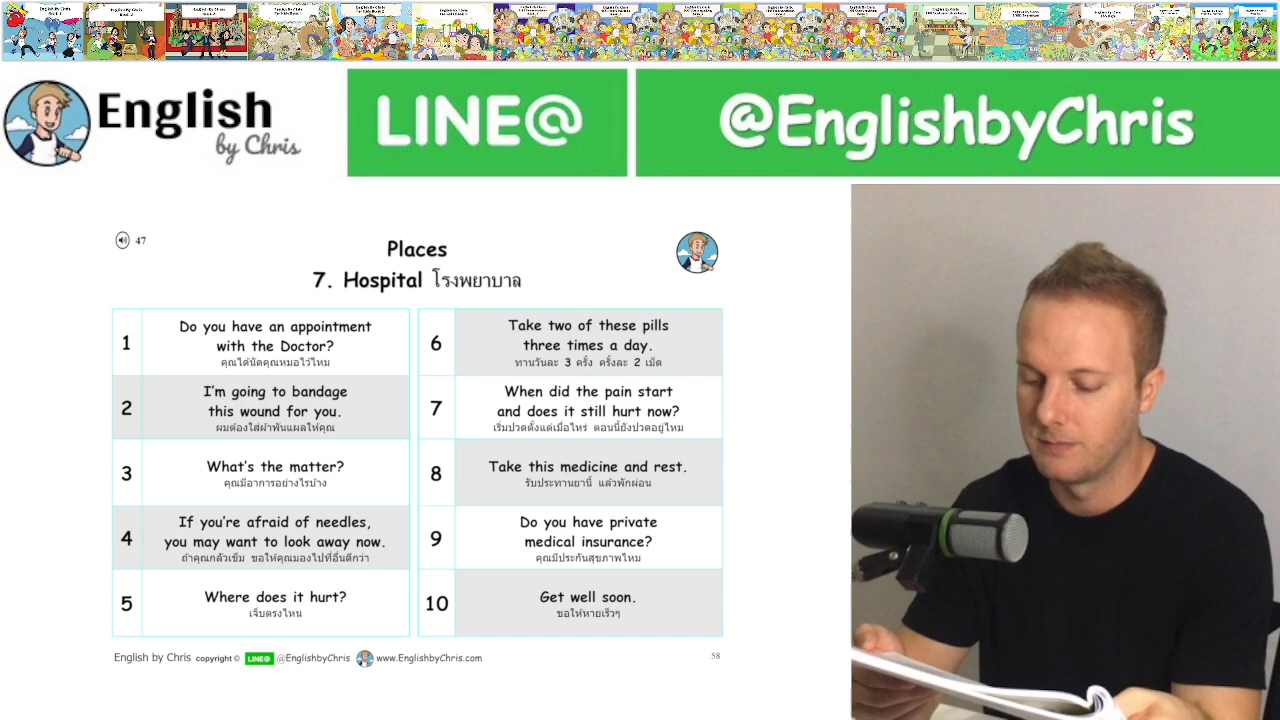 English
by Chris
LINE@
@EnglishbyChris
47
Places
7. Hospital โรงพยาบาล
1
Do you have an appointment
with the Doctor?
คุณได้นัดคุณหมอไว้ไหม
2
I'm going to bandage
this wound for you.
ผมต้องใส่ผ้าพันแผลให้คุณ
3
What's the matter?
คุณมีอาการอย่างไรบ้าง
4
If you're afraid of needles,
you may want to look away now.
ถ้าคุณกลัวเข็ม ขอให้คุณมองไปที่อื่นดีกว่า
5
Where does it hurt?
เจ็บตรงไหน
6
Take two of these pills
three times a day.
ทานวันละ 3 ครั้ง ครั้งละ 2 เม็ด
7
When did the pain start
and does it still hurt now?
เริ่มปวดตั้งแต่เมื่อไหร่ ตอนนี้ยังปวดอยู่ไหม
8
Take this medicine and rest.
รับประทานยานี้ แล้วพักผ่อน
9
Do you have private
medical insurance?
คุณมีประกันสุขภาพไหม
10
Get well soon.
ขอให้หายเร็วๆ
English by Chris copyright © LINE@ @EnglishbyChris www.EnglishbyChris.com
58